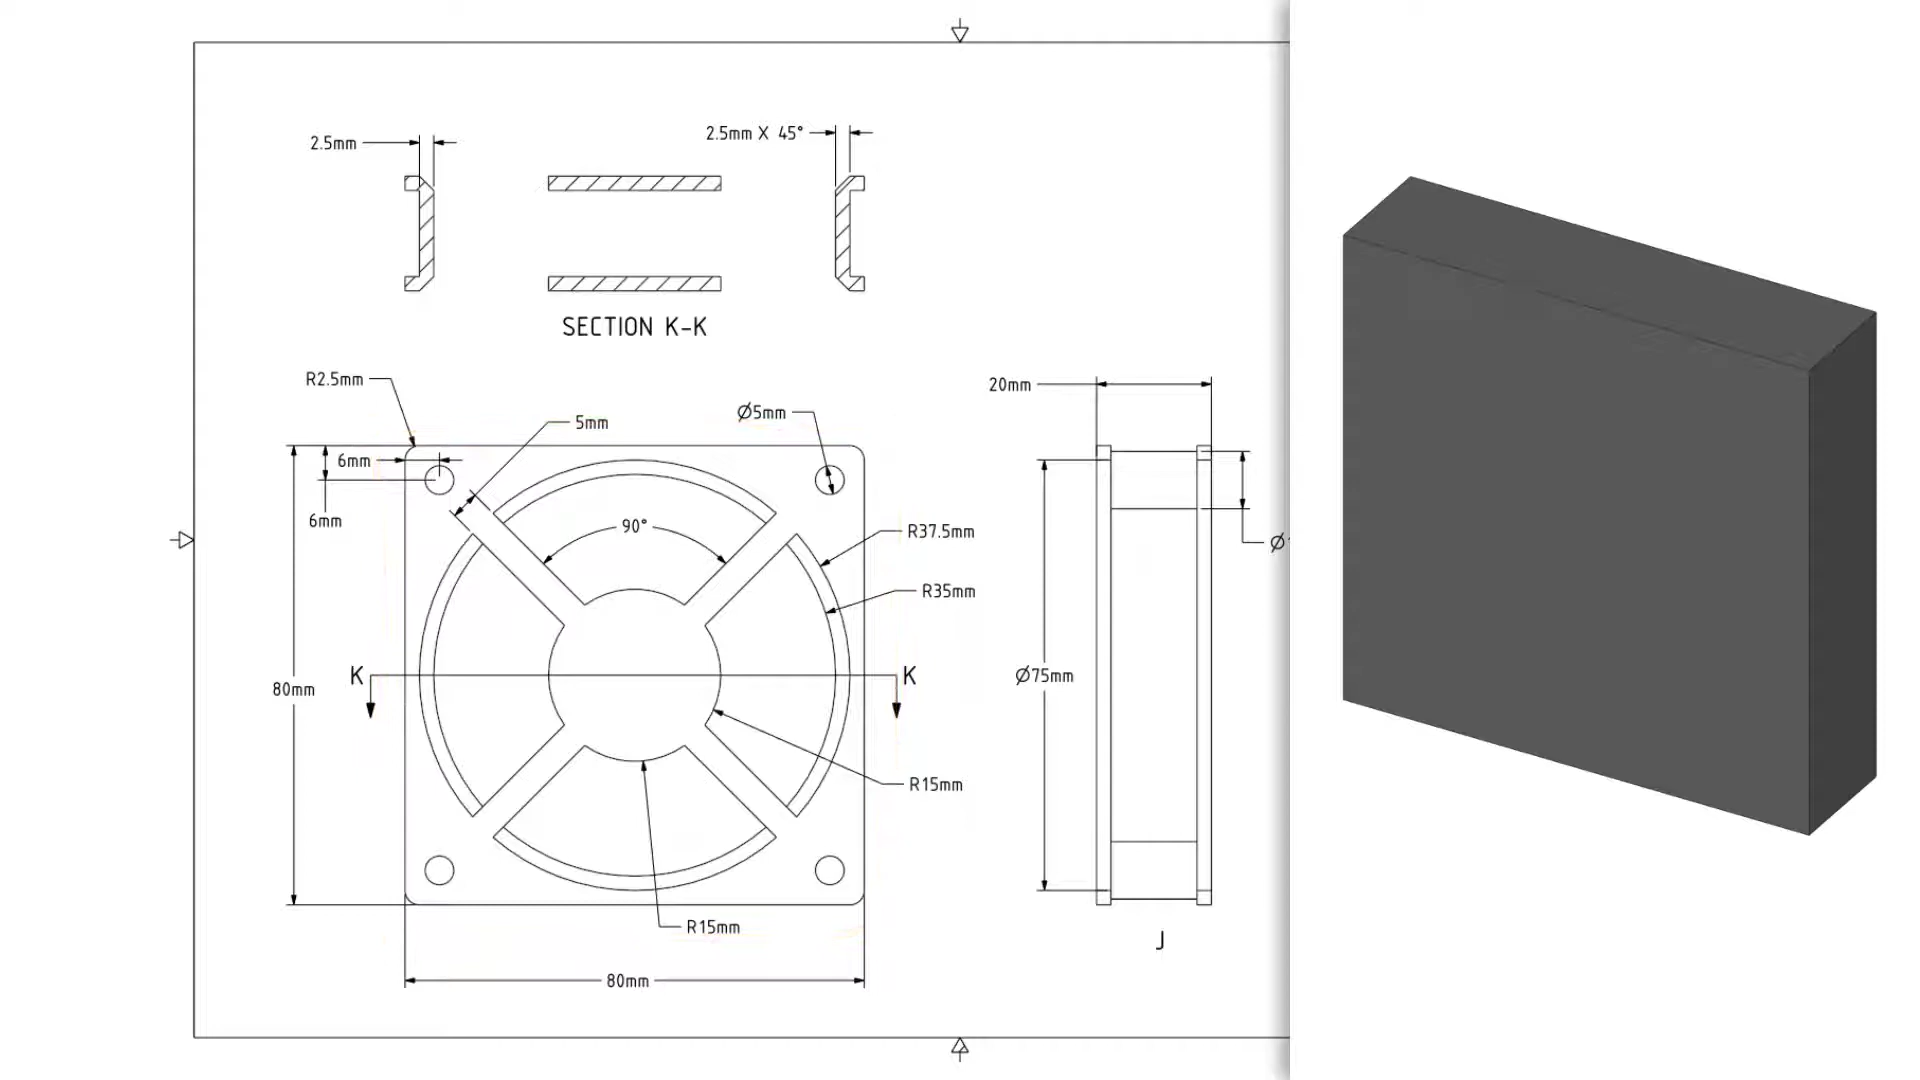 2.5mm
2.5mm X 45°
SECTION K-K
R2.5mm
5mm
Ø5mm
20mm
6mm
6mm
90°
R37.5mm
R35mm
Ø
K
K
80mm
Ø75mm
R15mm
R15mm
J
80mm